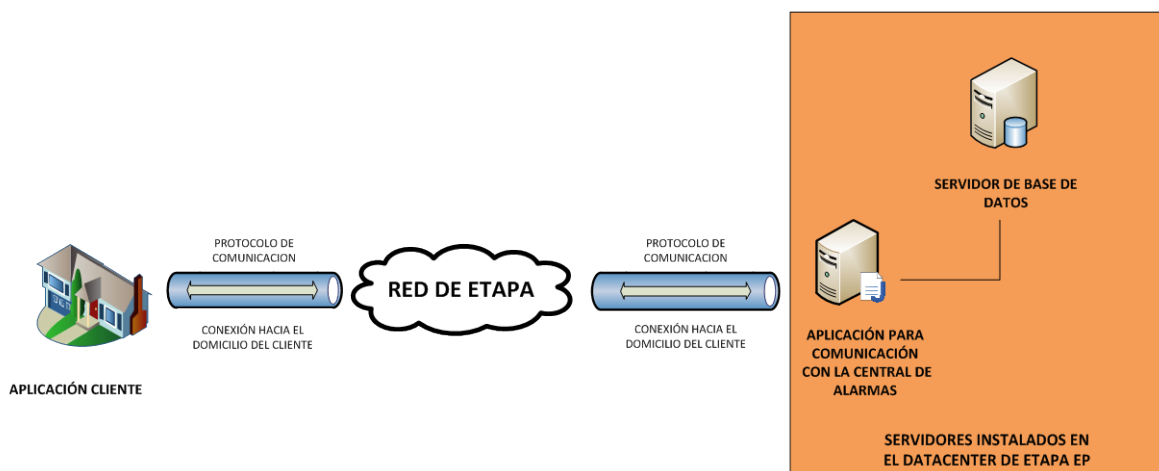 SERVIDOR DE BASE DE
DATOS
PROTOCOLO DE
COMUNICACION
PROTOCOLO DE
COMUNICACION
RED DE ETAPA
CONEXIÓN HACIA EL
DOMICILIO DEL CLIENTE
CONEXIÓN HACIA EL
DOMICILIO DEL CLIENTE
APLICACIÓN CLIENTE
APLICACIÓN PARA
COMUNICACIÓN
CON LA CENTRAL DE
ALARMAS
SERVIDORES INSTALADOS EN
EL DATACENTER DE ETAPA EP